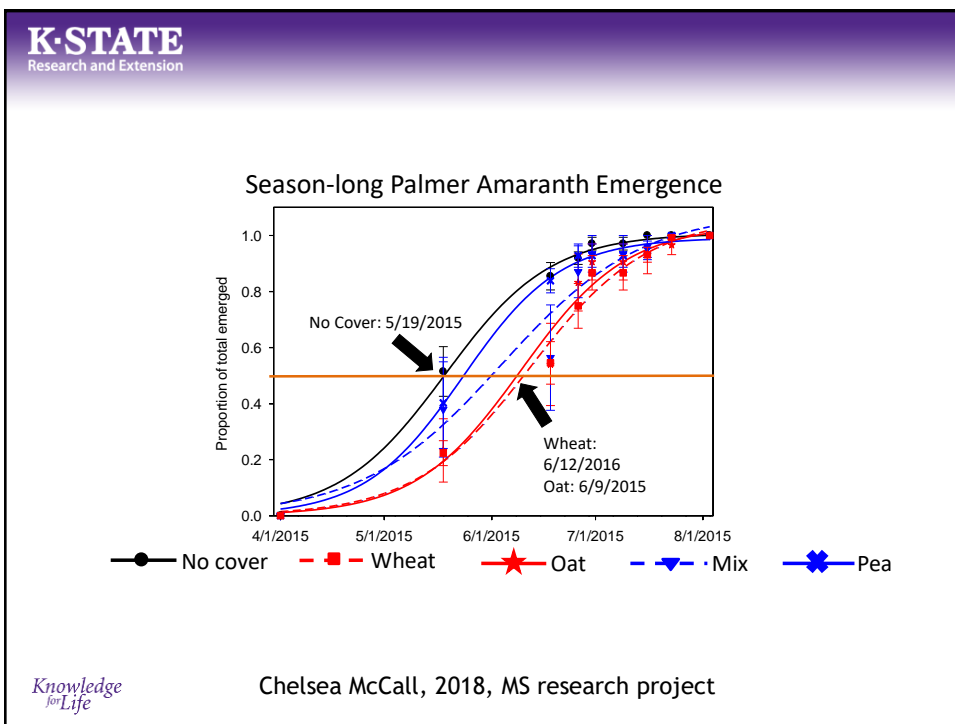 K·STATE
Research and Extension
Season-long Palmer Amaranth Emergence
Proportion of total emerged
1.0
0.8
0.6
0.4
0.2
0.0
No Cover: 5/19/2015
Wheat:
6/12/2016
Oat: 6/9/2015
4/1/2015 5/1/2015 6/1/2015 7/1/2015 8/1/2015
No cover Wheat Oat Mix Pea
Knowledge
for Life
Chelsea McCall, 2018, MS research project